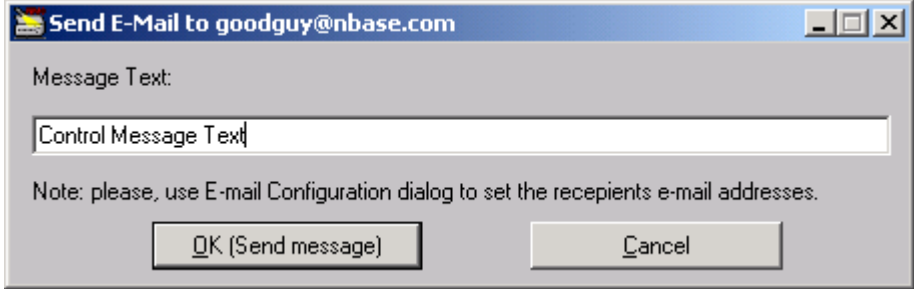 Send E-Mail to goodguy@nbase.com
Message Text:
Control Message Text
Note: please, use E-mail Configuration dialog to set the recepients e-mail addresses.
OK (Send message) Cancel